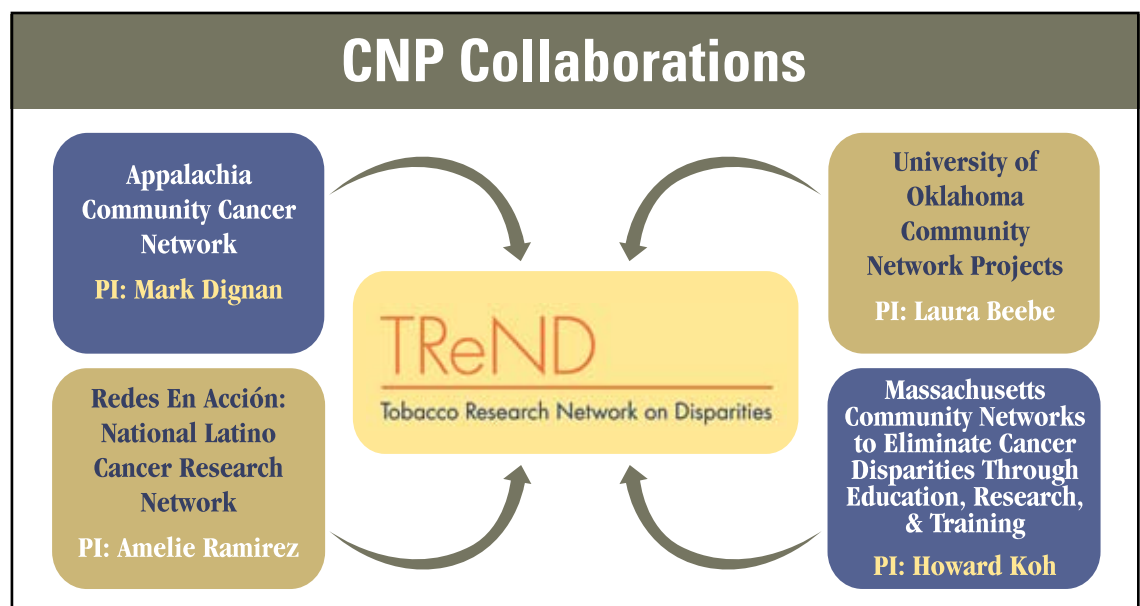 CNP Collaborations
Appalachia
Community Cancer
Network
PI: Mark Dignan
University of
Oklahoma
Community
Network Projects
PI: Laura Beebe
TReND
Tobacco Research Network on Disparities
Redes En Acción:
National Latino
Cancer Research
Network
PI: Amelie Ramirez
Massachusetts
Community Networks
to Eliminate Cancer
Disparities Through
Education, Research,
& Training
PI: Howard Koh